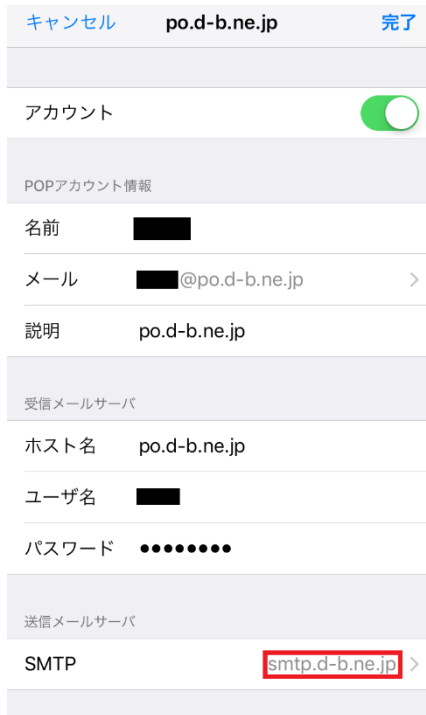 キャンセル po.d-b.ne.jp 完了
アカウント
POPアカウント情報
名前
メール @po.d-b.ne.jp
説明 po.d-b.ne.jp
受信メールサーバ
ホスト名 po.d-b.ne.jp
ユーザ名
パスワード ●●●●●●●●
送信メールサーバ
SMTP smtp.d-b.ne.jp